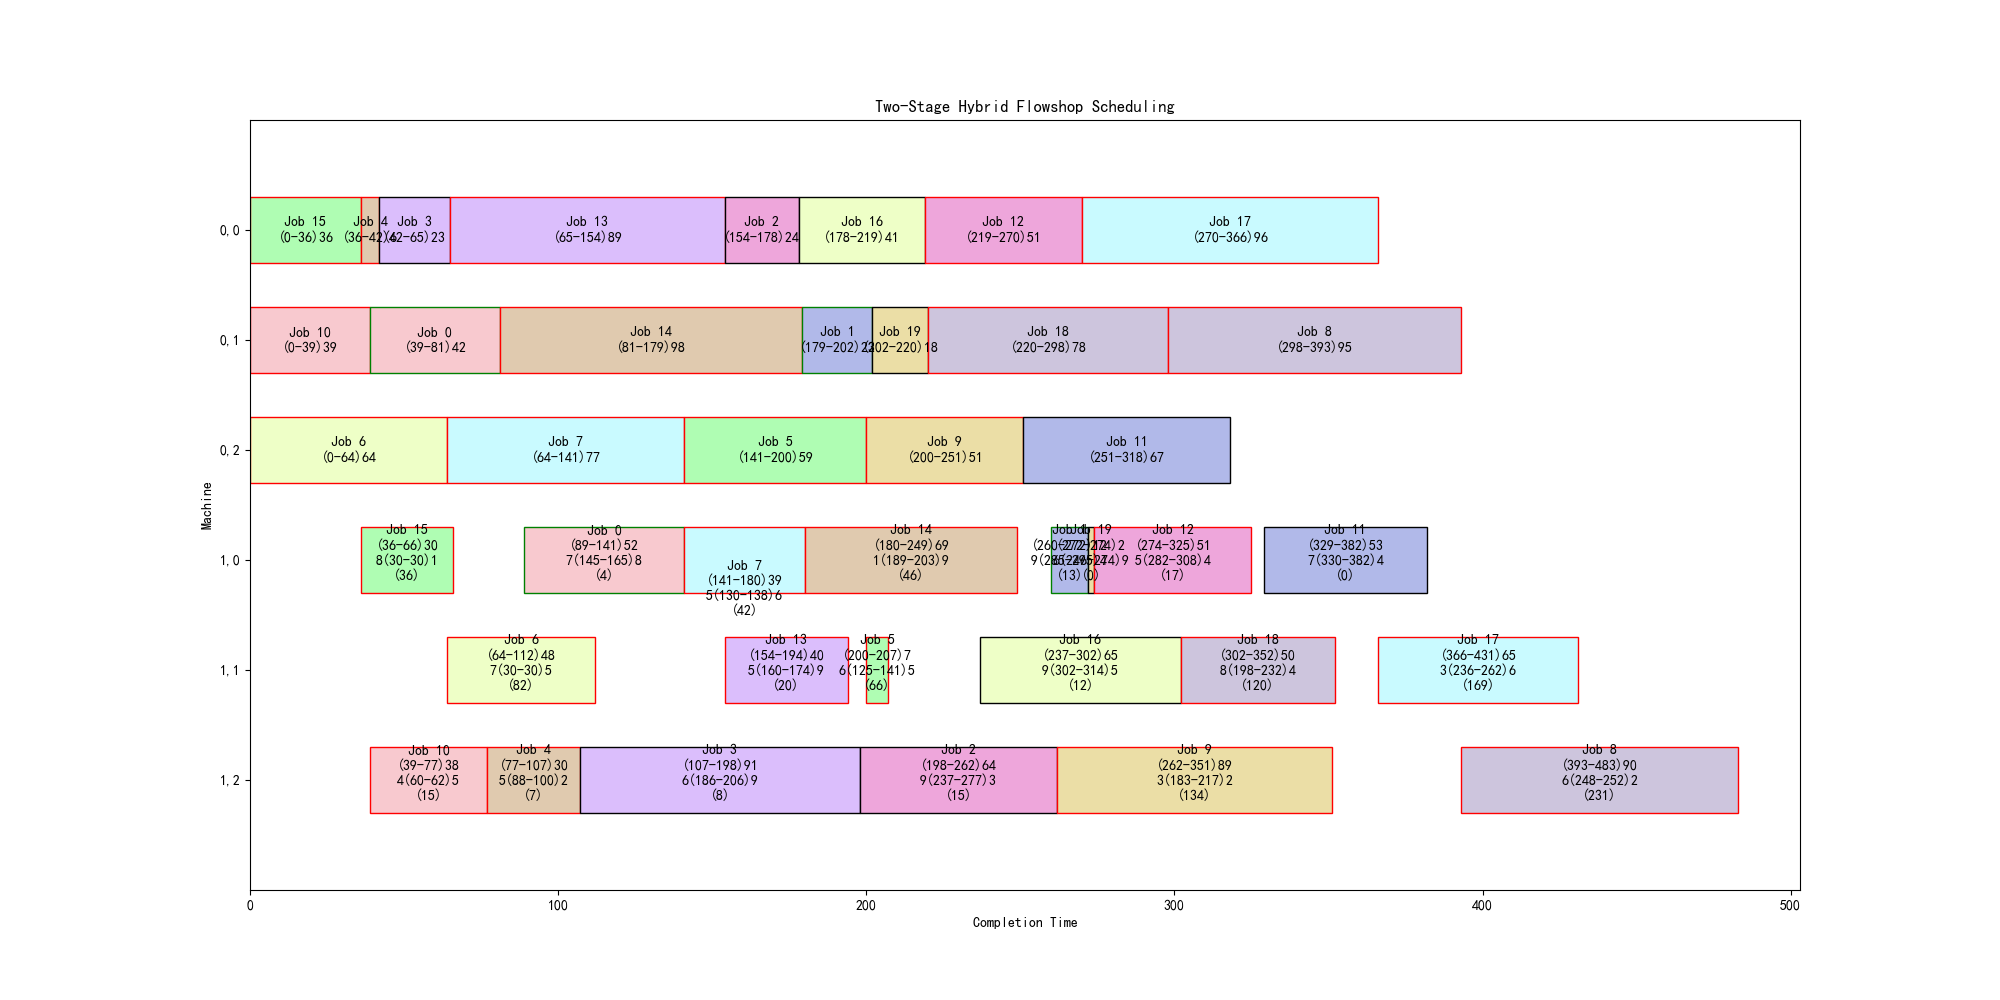 Two-Stage Hybrid Flowshop Scheduling
0,0
Job 15
(0-36)36
Job 4
(36-42)6
Job 3
(42-65)23
Job 13
(65-154)89
Job 2
(154-178)24
Job 16
(178-219)41
Job 12
(219-270)51
Job 17
(270-366)96
0,1
Job 10
(0-39)39
Job 0
(39-81)42
Job 14
(81-179)98
Job 1
(179-202)23
Job 19
(202-220)18
Job 18
(220-298)78
Job 8
(298-393)95
0,2
Job 6
(0-64)64
Job 7
(64-141)77
Job 5
(141-200)59
Job 9
(200-251)51
Job 11
(251-318)67
Machine
1,0
Job 15
(36-66)30
8(30-30)1
(36)
Job 0
(89-141)52
7(145-165)8
(4)
Job 7
(141-180)39
5(130-138)6
(42)
Job 14
(180-249)69
1(189-203)9
(46)
Job 1
(260-272)12
(13)
Job 19
(272-274)2
(0)
Job 12
(274-325)51
5(282-308)4
(17)
Job 11
(329-382)53
7(330-382)4
(0)
1,1
Job 6
(64-112)48
7(30-30)5
(82)
Job 13
(154-194)40
5(160-174)9
(20)
Job 5
(200-207)7
6(125-141)5
(66)
Job 16
(237-302)65
9(302-314)5
(12)
Job 18
(302-352)50
8(198-232)4
(120)
Job 17
(366-431)65
3(236-262)6
(169)
1,2
Job 10
(39-77)38
4(60-62)5
(15)
Job 4
(77-107)30
5(88-100)2
(7)
Job 3
(107-198)91
6(186-206)9
(8)
Job 2
(198-262)64
9(237-277)3
(15)
Job 9
(262-351)89
3(183-217)2
(134)
Job 8
(393-483)90
6(248-252)2
(231)
0
100
200
300
400
500
Completion Time